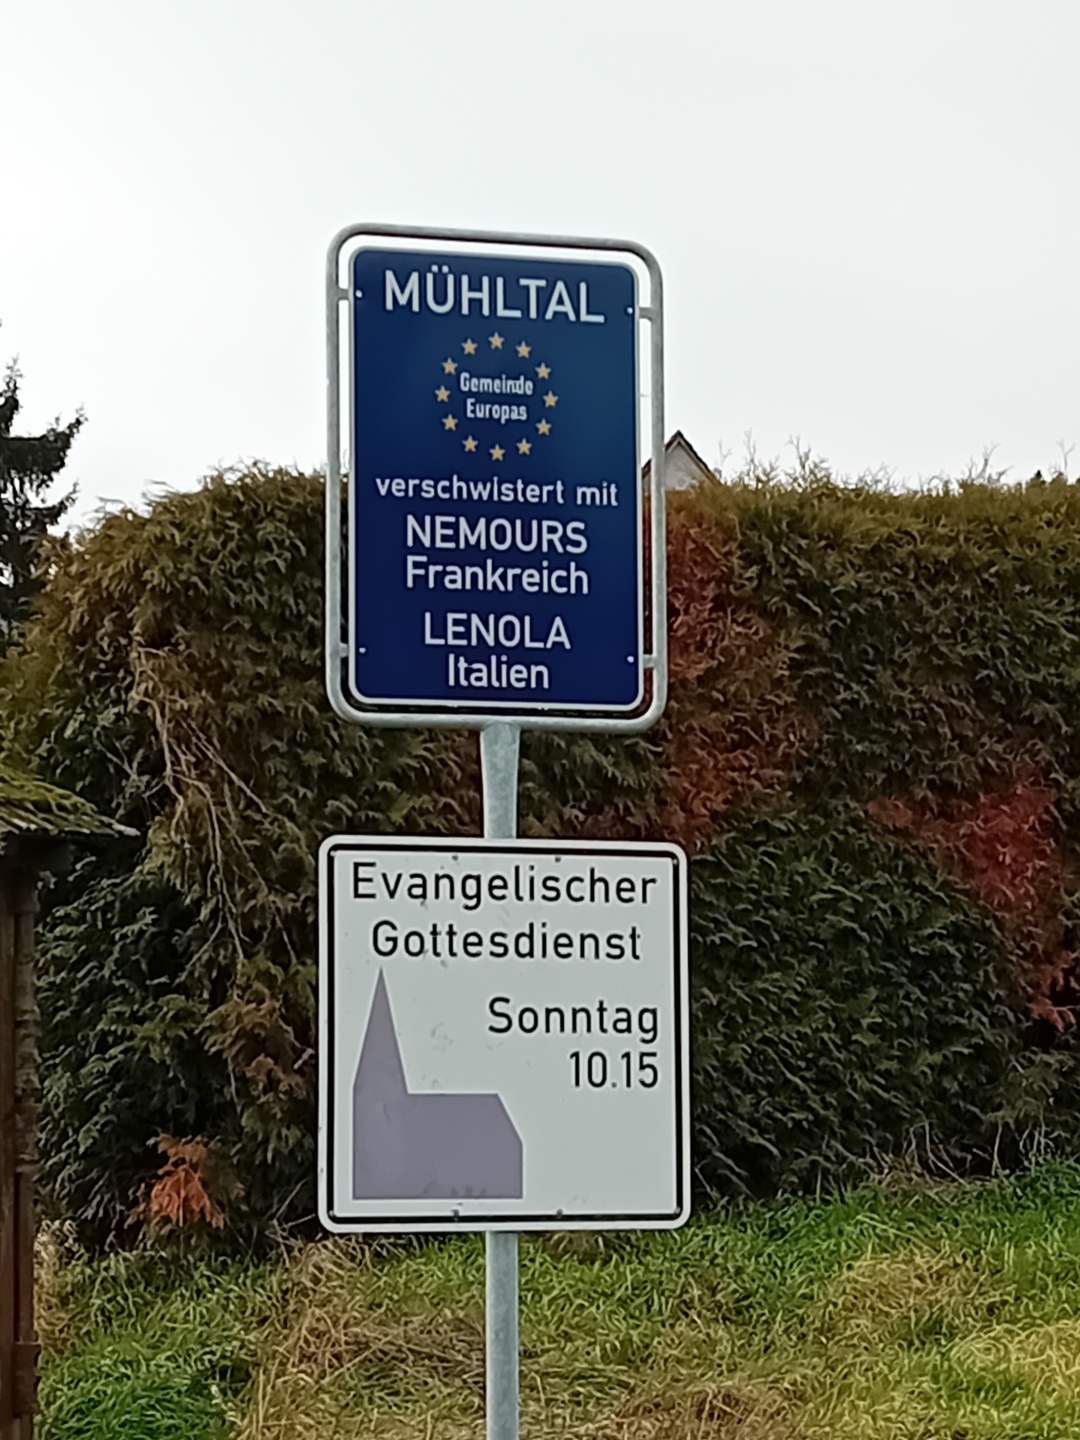 MÜHLTAL
Gemeinde
Europas
verschwistert mit
NEMOURS
Frankreich
LENOLA
Italien
Evangelischer
Gottesdienst
Sonntag
10.15